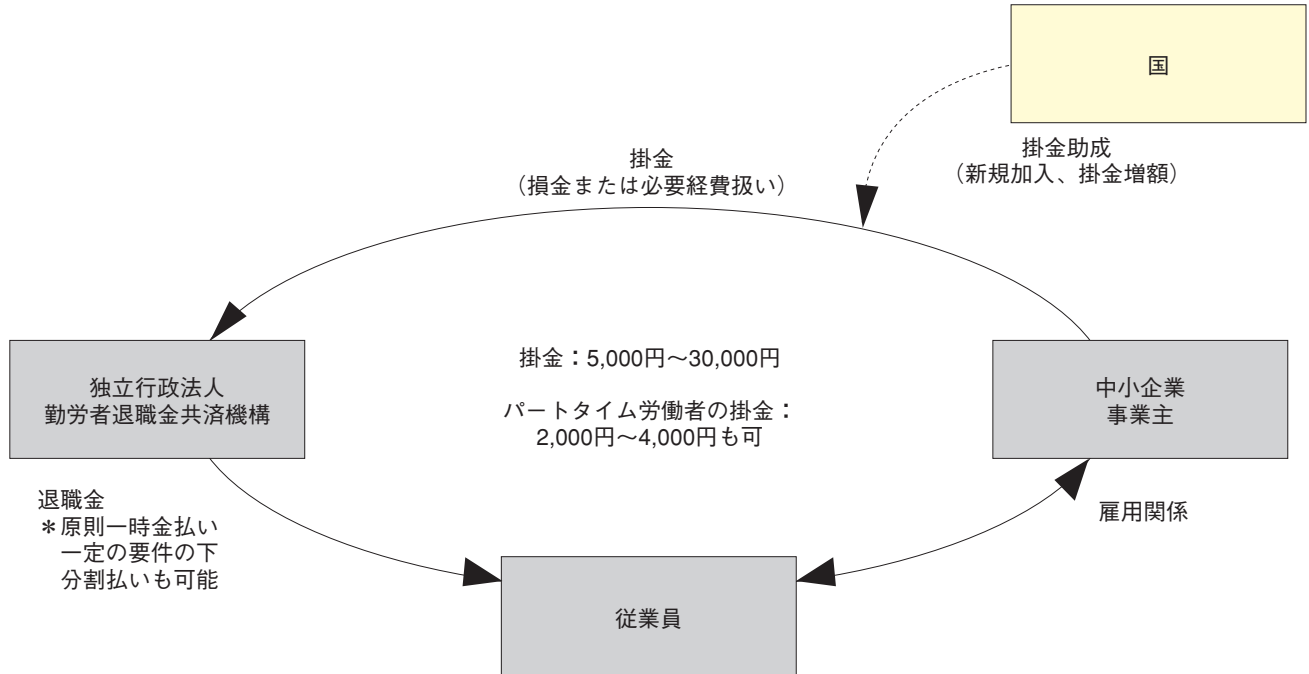 国
掛金助成
（新規加入、掛金増額）
掛金
（損金または必要経費扱い）
独立行政法人
勤労者退職金共済機構
掛金：5,000円～30,000円
パートタイム労働者の掛金：
2,000円～4,000円も可
中小企業
事業主
退職金
＊原則一時金払い
一定の要件の下
分割払いも可能
雇用関係
従業員